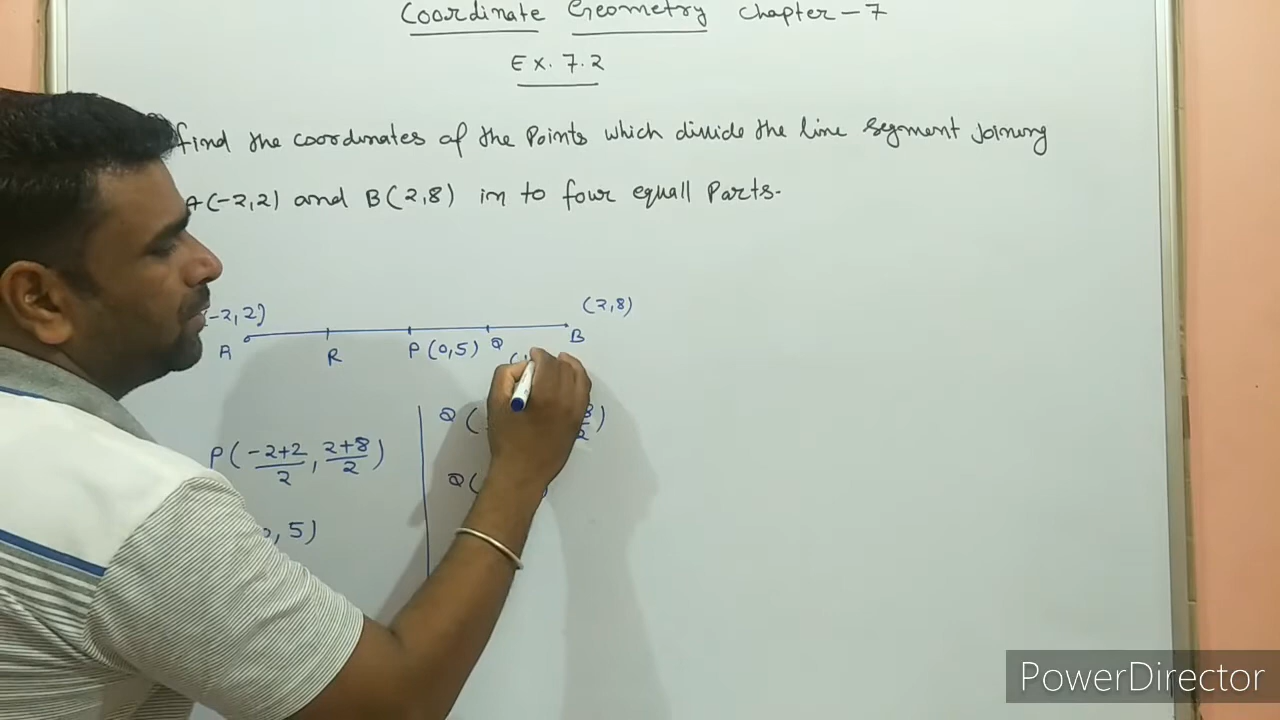 Coordinate Geometry Chapter-7
Ex. 7.2
find the coordinates of the Points which divide the line segment Joining
A(-2,2) and B(2,8) in to four equall Parts.
-2,2) (2,8)
A R P(0,5) Q B
P(-2+2/2, 2+8/2)
, 5)
Q(
Q(
PowerDirector